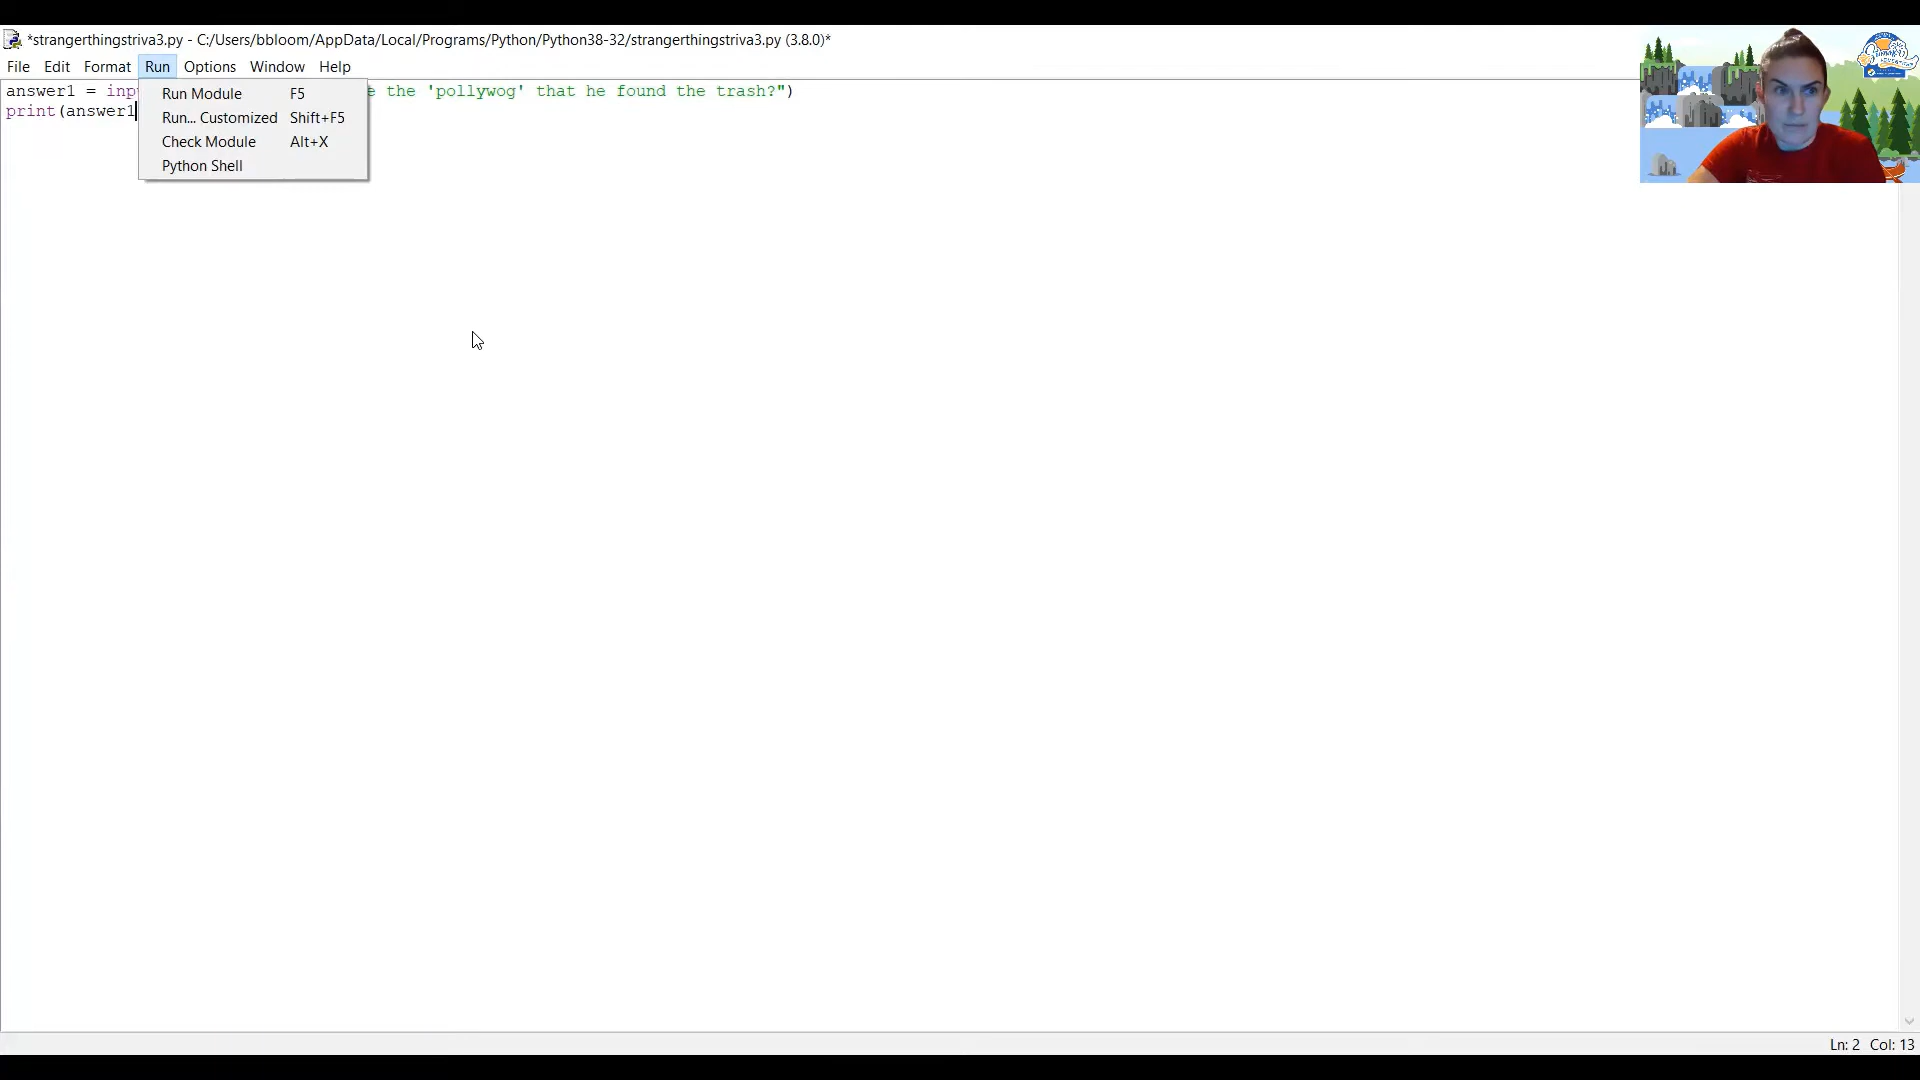 *strangerthingstriva3.py - C:/Users/bbloom/AppData/Local/Programs/Python/Python38-32/strangerthingstriva3.py (3.8.0)*
File Edit Format Run Options Window Help
answer1 = inp e the 'pollywog' that he found the trash?")
print(answer1
Run Module F5
Run... Customized Shift+F5
Check Module Alt+X
Python Shell
Ln: 2 Col: 13